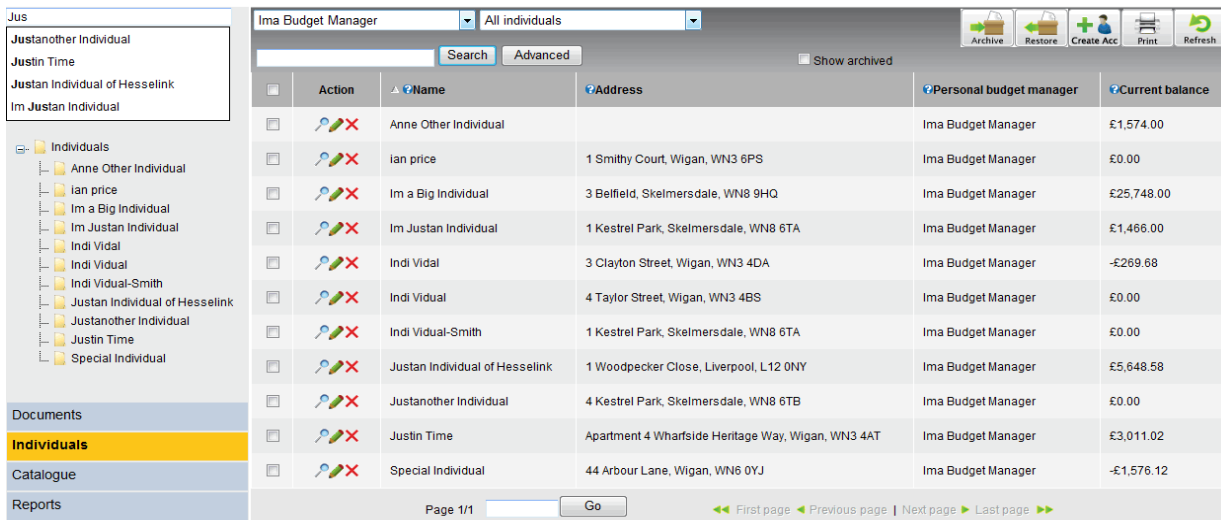 Jus
Justanother Individual
Justin Time
Justan Individual of Hesselink
Im Justan Individual
Individuals
Anne Other Individual
ian price
Im a Big Individual
Im Justan Individual
Indi Vidal
Indi Vidual
Indi Vidual-Smith
Justan Individual of Hesselink
Justanother Individual
Justin Time
Special Individual
Documents
Individuals
Catalogue
Reports
Ima Budget Manager All individuals
Archive Restore Create Acc Print Refresh
Search Advanced Show archived
Action Name Address Personal budget manager Current balance
Anne Other Individual Ima Budget Manager £1,574.00
ian price 1 Smithy Court, Wigan, WN3 6PS Ima Budget Manager £0.00
Im a Big Individual 3 Belfield, Skelmersdale, WN8 9HQ Ima Budget Manager £25,748.00
Im Justan Individual 1 Kestrel Park, Skelmersdale, WN8 6TA Ima Budget Manager £1,466.00
Indi Vidal 3 Clayton Street, Wigan, WN3 4DA Ima Budget Manager -£269.68
Indi Vidual 4 Taylor Street, Wigan, WN3 4BS Ima Budget Manager £0.00
Indi Vidual-Smith 1 Kestrel Park, Skelmersdale, WN8 6TA Ima Budget Manager £0.00
Justan Individual of Hesselink 1 Woodpecker Close, Liverpool, L12 0NY Ima Budget Manager £5,648.58
Justanother Individual 4 Kestrel Park, Skelmersdale, WN8 6TB Ima Budget Manager £0.00
Justin Time Apartment 4 Wharfside Heritage Way, Wigan, WN3 4AT Ima Budget Manager £3,011.02
Special Individual 44 Arbour Lane, Wigan, WN6 0YJ Ima Budget Manager -£1,576.12
Page 1/1 Go First page Previous page | Next page Last page